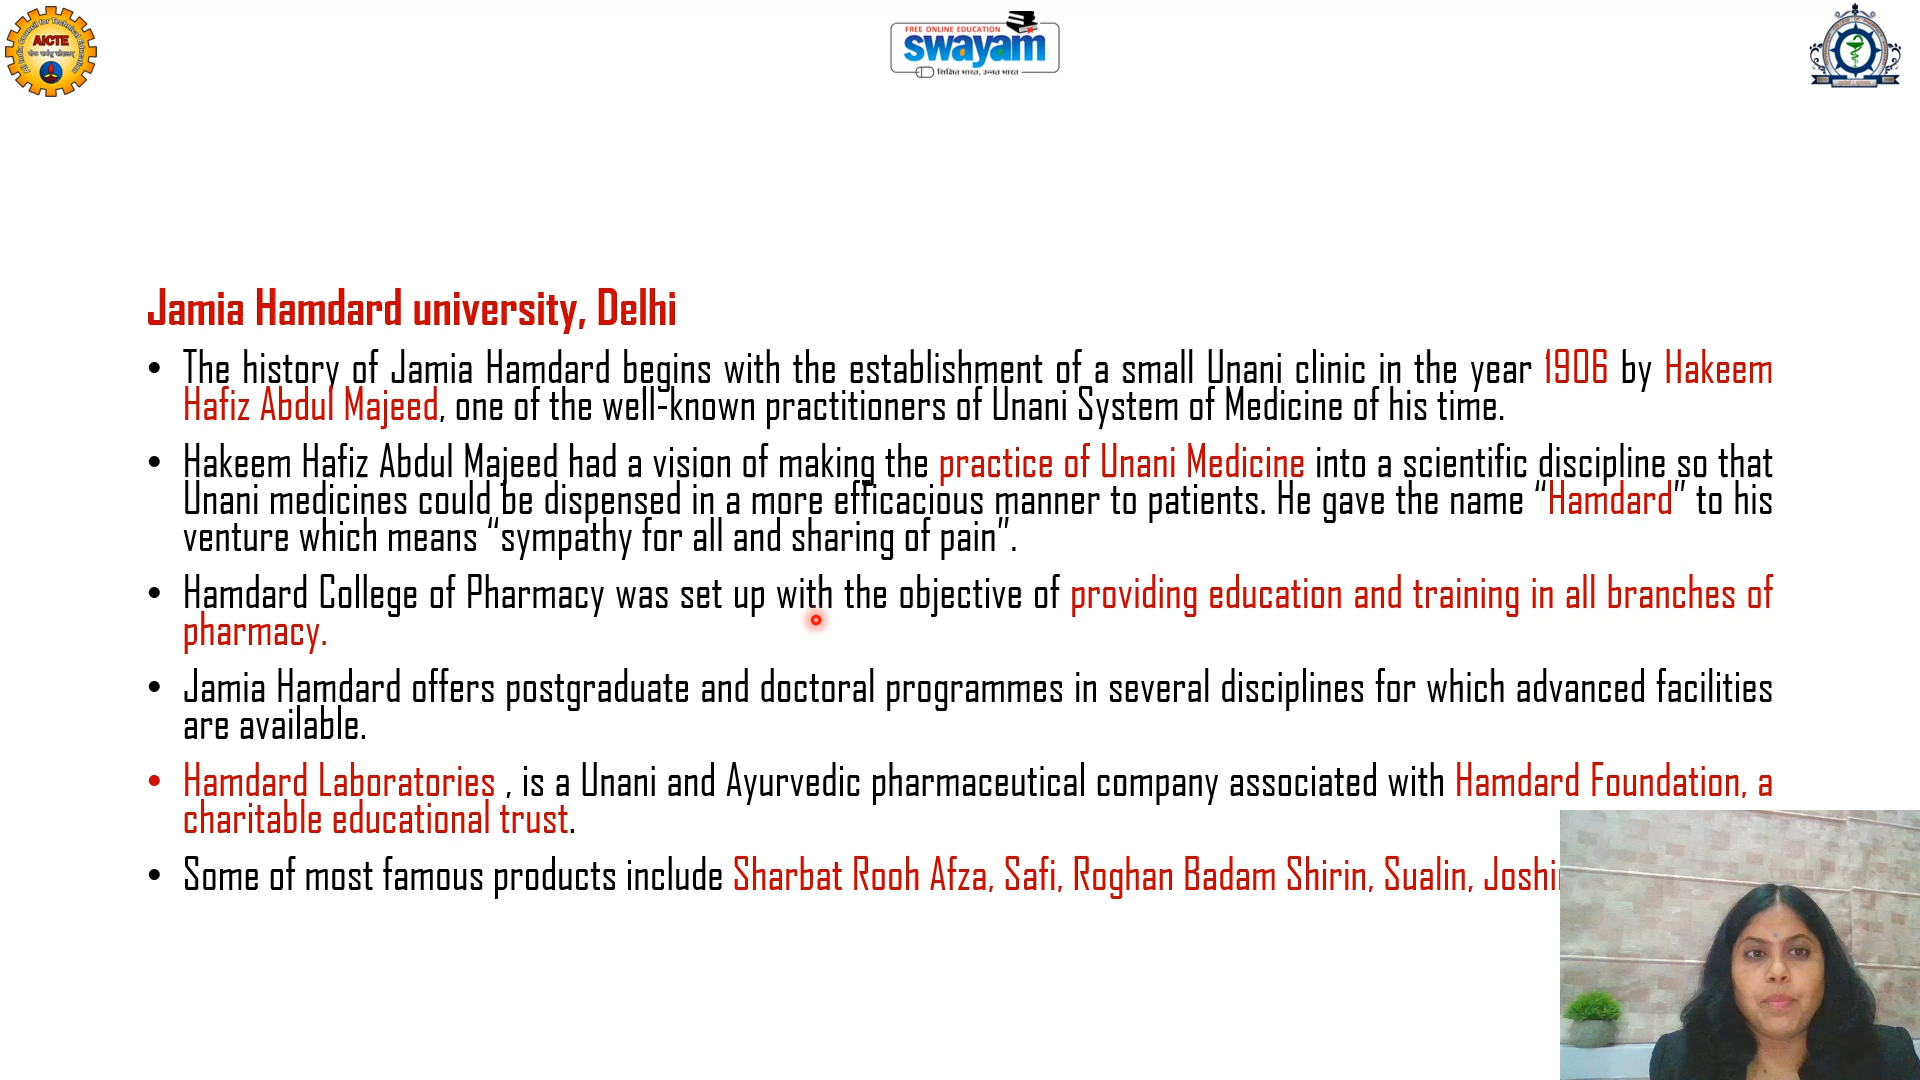 AICTE
FREE ONLINE EDUCATION
swayam
शिक्षित भारत, उन्नत भारत
Jamia Hamdard university, Delhi
• The history of Jamia Hamdard begins with the establishment of a small Unani clinic in the year 1906 by Hakeem
Hafiz Abdul Majeed, one of the well-known practitioners of Unani System of Medicine of his time.
• Hakeem Hafiz Abdul Majeed had a vision of making the practice of Unani Medicine into a scientific discipline so that
Unani medicines could be dispensed in a more efficacious manner to patients. He gave the name “Hamdard” to his
venture which means “sympathy for all and sharing of pain”.
• Hamdard College of Pharmacy was set up with the objective of providing education and training in all branches of
pharmacy.
• Jamia Hamdard offers postgraduate and doctoral programmes in several disciplines for which advanced facilities
are available.
• Hamdard Laboratories , is a Unani and Ayurvedic pharmaceutical company associated with Hamdard Foundation, a
charitable educational trust.
• Some of most famous products include Sharbat Rooh Afza, Safi, Roghan Badam Shirin, Sualin,